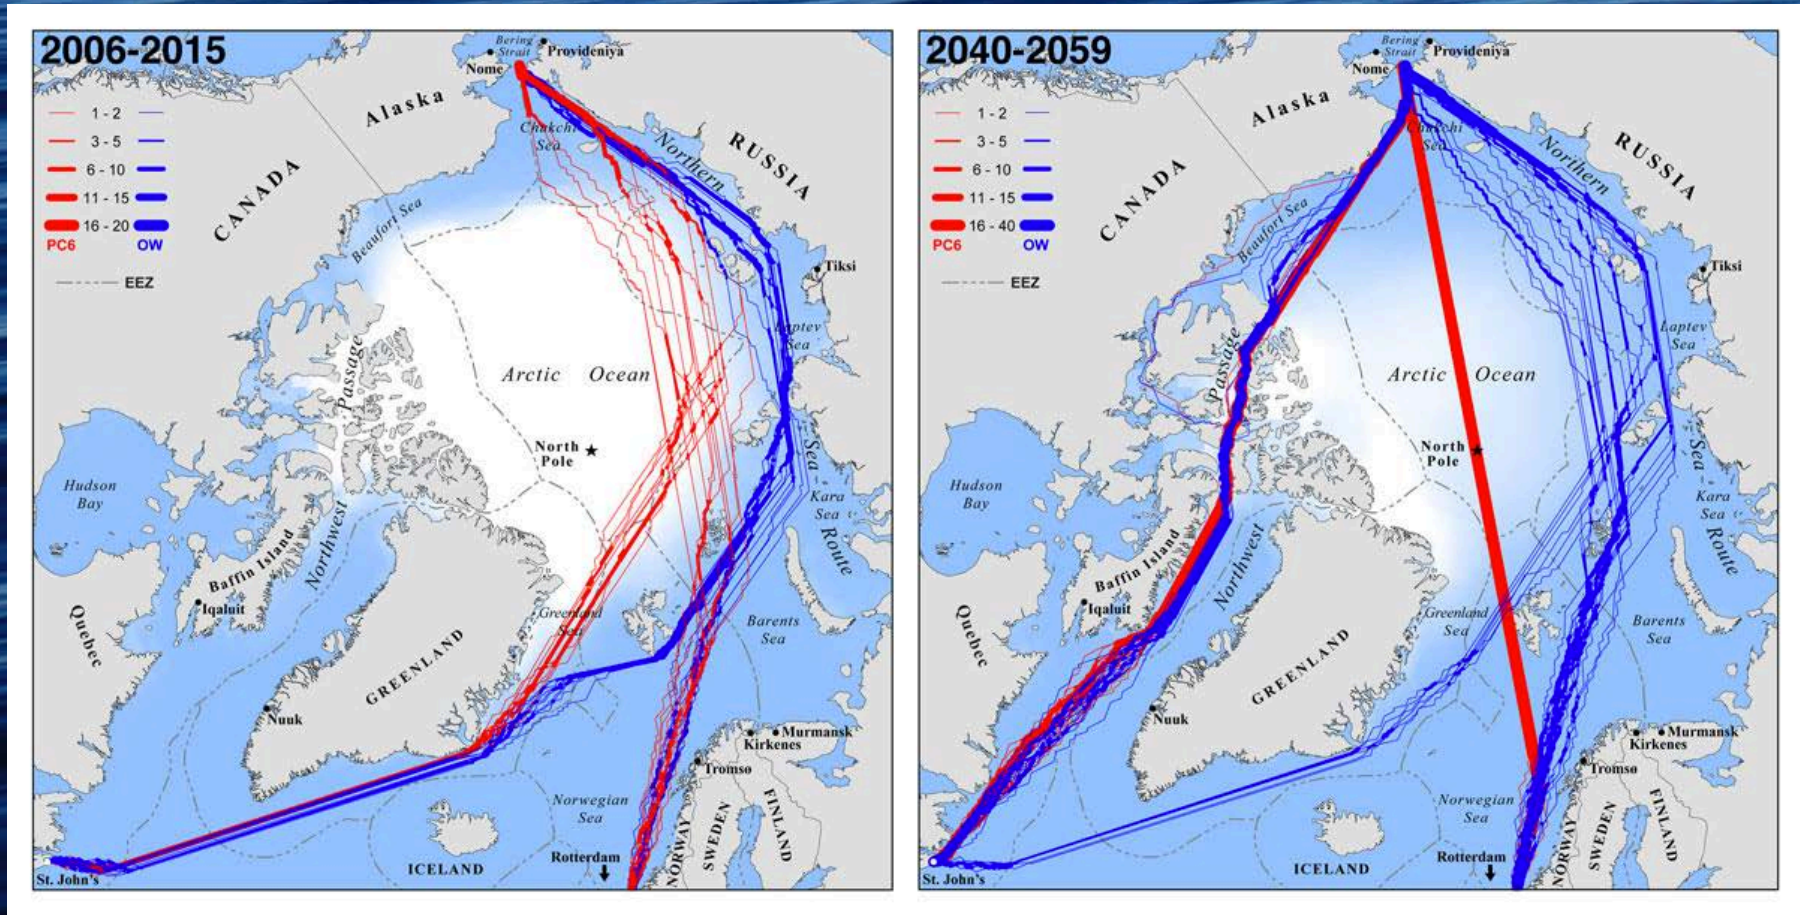 2006-2015
Bering
Strait
Provideniya
Nome
1 - 2
3 - 5
6 - 10
11 - 15
16 - 20
PC6
OW
EEZ
Alaska
Chukchi
Sea
Northern
RUSSIA
CANADA
Beaufort Sea
Tiksi
Laptev
Sea
Passage
Arctic Ocean
North
Pole
Hudson
Bay
Sea
Kara
Sea
Route
Northwest
Baffin Island
Iqaluit
Quebec
Greenland
Sea
Barents
Sea
GREENLAND
Nuuk
Murmansk
Kirkenes
Tromsø
Norwegian
Sea
FINLAND
SWEDEN
NORWAY
Rotterdam
ICELAND
St. John's
2040-2059
Bering
Strait
Provideniya
Nome
1 - 2
3 - 5
6 - 10
11 - 15
16 - 40
PC6
OW
EEZ
Alaska
Chukchi
Sea
Northern
RUSSIA
CANADA
Beaufort Sea
Tiksi
Laptev
Sea
Passage
Arctic Ocean
North
Pole
Hudson
Bay
Sea
Kara
Sea
Route
Northwest
Baffin Island
Iqaluit
Quebec
Greenland
Sea
Barents
Sea
GREENLAND
Nuuk
Murmansk
Kirkenes
Tromsø
Norwegian
Sea
FINLAND
SWEDEN
NORWAY
Rotterdam
ICELAND
St. John's